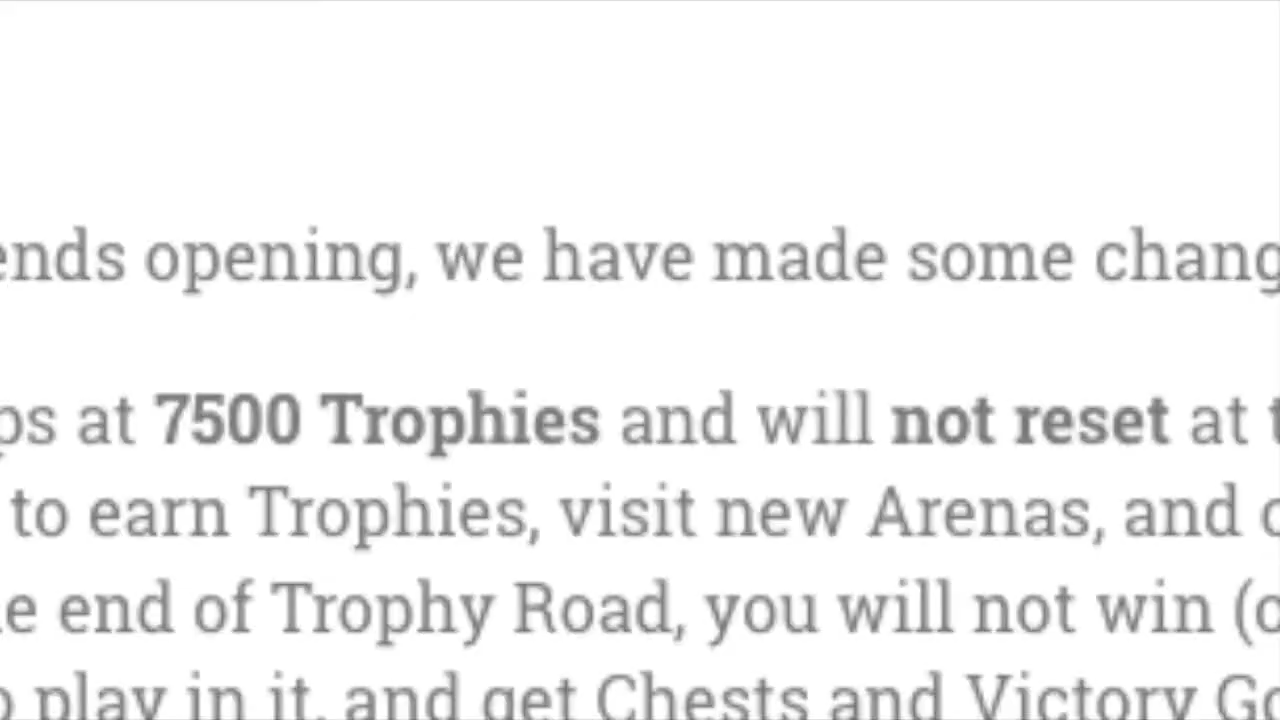 ends opening, we have made some chang
ps at 7500 Trophies and will not reset at t
to earn Trophies, visit new Arenas, and c
e end of Trophy Road, you will not win (o
o play in it, and get Chests and Victory Go